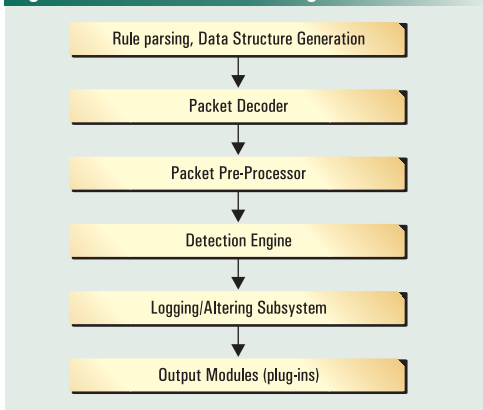 Rule parsing, Data Structure Generation
Packet Decoder
Packet Pre-Processor
Detection Engine
Logging/Altering Subsystem
Output Modules (plug-ins)